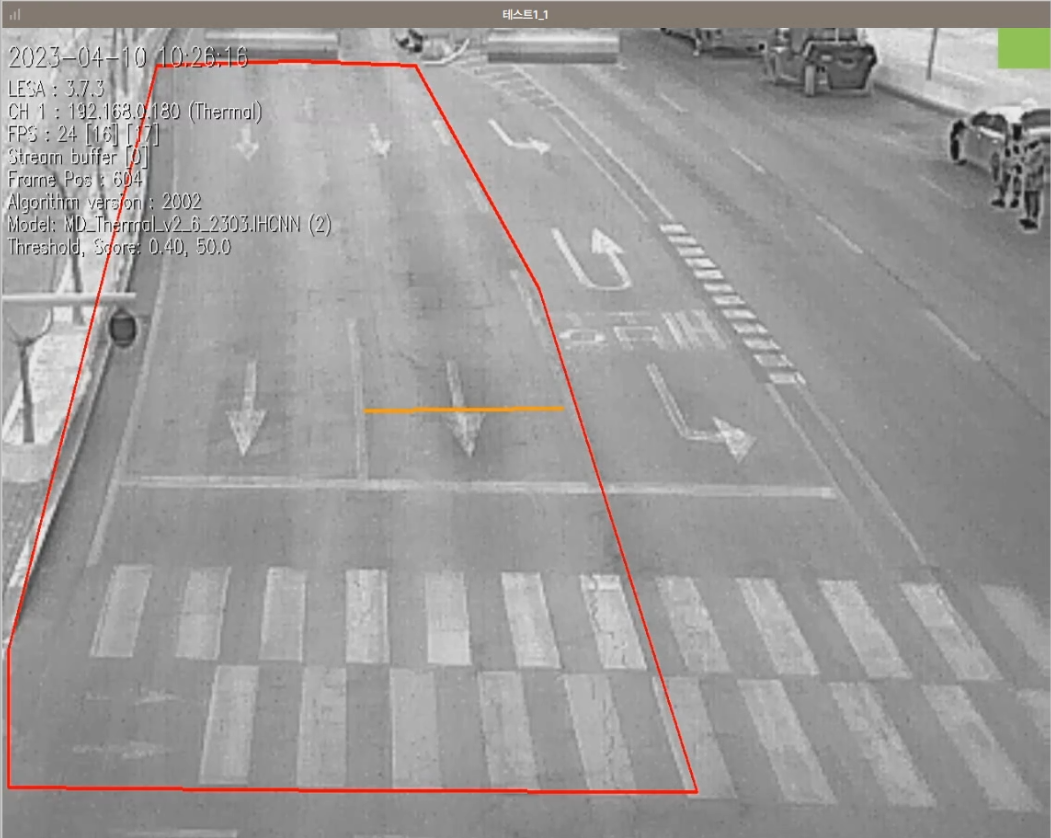 테스트1_1
2023-04-10 10:26:16
LESA : 3.7.3
CH 1 : 192.168.0.180 (Thermal)
FPS : 24 [16] [17]
Stream buffer [0]
Frame Pos : 604
Algorithm version : 2002
Model: MD_Thermal_v2_6_2303.IHCNN (2)
Threshold, Score: 0.40, 50.0